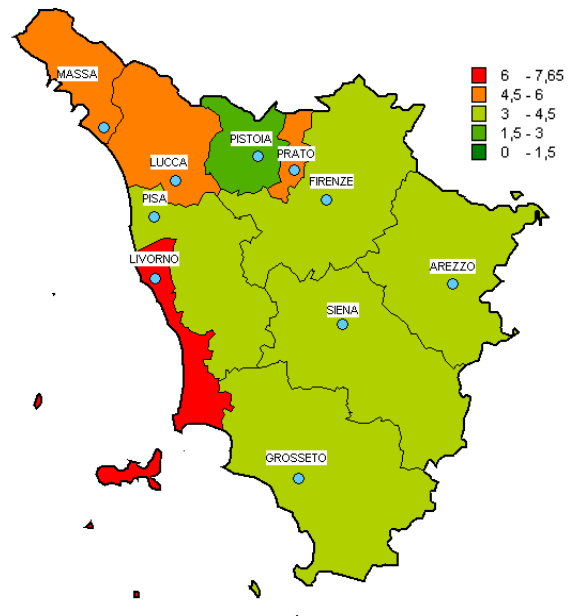 MASSA
6 - 7,65
4,5 - 6
3 - 4,5
1,5 - 3
0 - 1,5
PISTOIA
PRATO
LUCCA
FIRENZE
PISA
LIVORNO
AREZZO
SIENA
GROSSETO